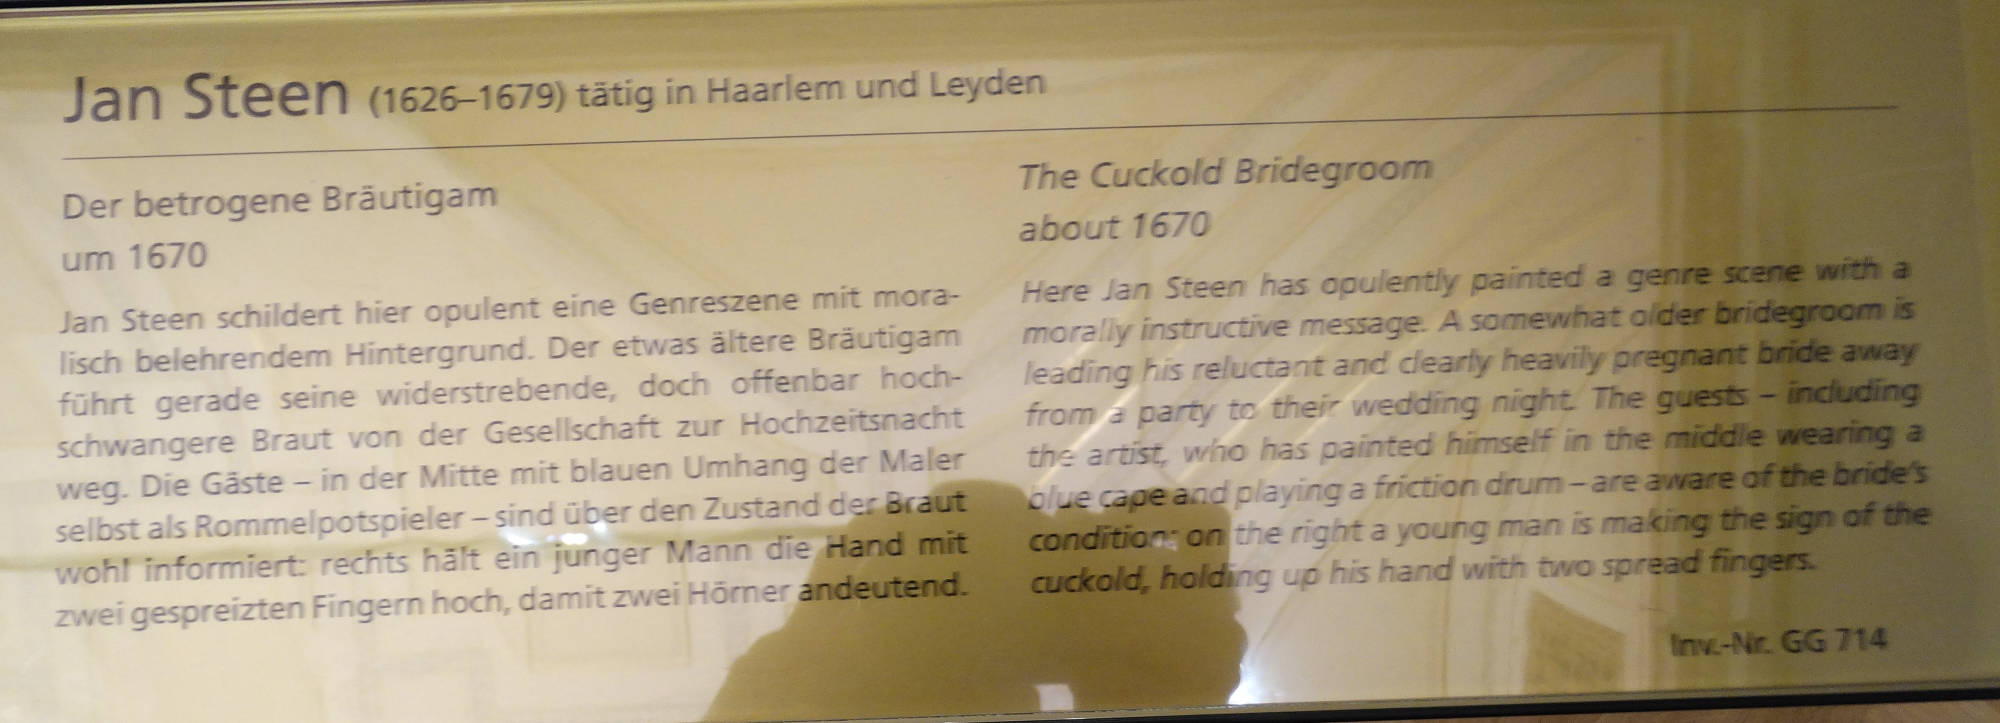 Jan Steen (1626–1679) tätig in Haarlem und Leyden
Der betrogene Bräutigam
um 1670
Jan Steen schildert hier opulent eine Genreszene mit mora-
lisch belehrendem Hintergrund. Der etwas ältere Bräutigam
führt gerade seine widerstrebende, doch offenbar hoch-
schwangere Braut von der Gesellschaft zur Hochzeitsnacht
weg. Die Gäste – in der Mitte mit blauen Umhang der Maler
selbst als Rommelpotspieler – sind über den Zustand der Braut
wohl informiert: rechts hält ein junger Mann die Hand mit
zwei gespreizten Fingern hoch, damit zwei Hörner andeutend.
The Cuckold Bridegroom
about 1670
Here Jan Steen has opulently painted a genre scene with a
morally instructive message. A somewhat older bridegroom is
leading his reluctant and clearly heavily pregnant bride away
from a party to their wedding night. The guests – including
the artist, who has painted himself in the middle wearing a
blue cape and playing a friction drum – are aware of the bride's
condition: on the right a young man is making the sign of the
cuckold, holding up his hand with two spread fingers.
Inv.-Nr. GG 714